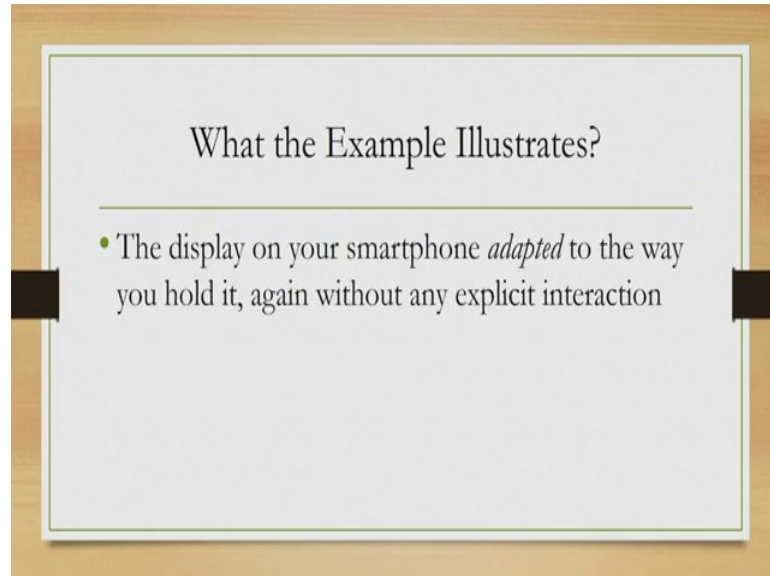 What the Example Illustrates?
• The display on your smartphone adapted to the way
you hold it, again without any explicit interaction